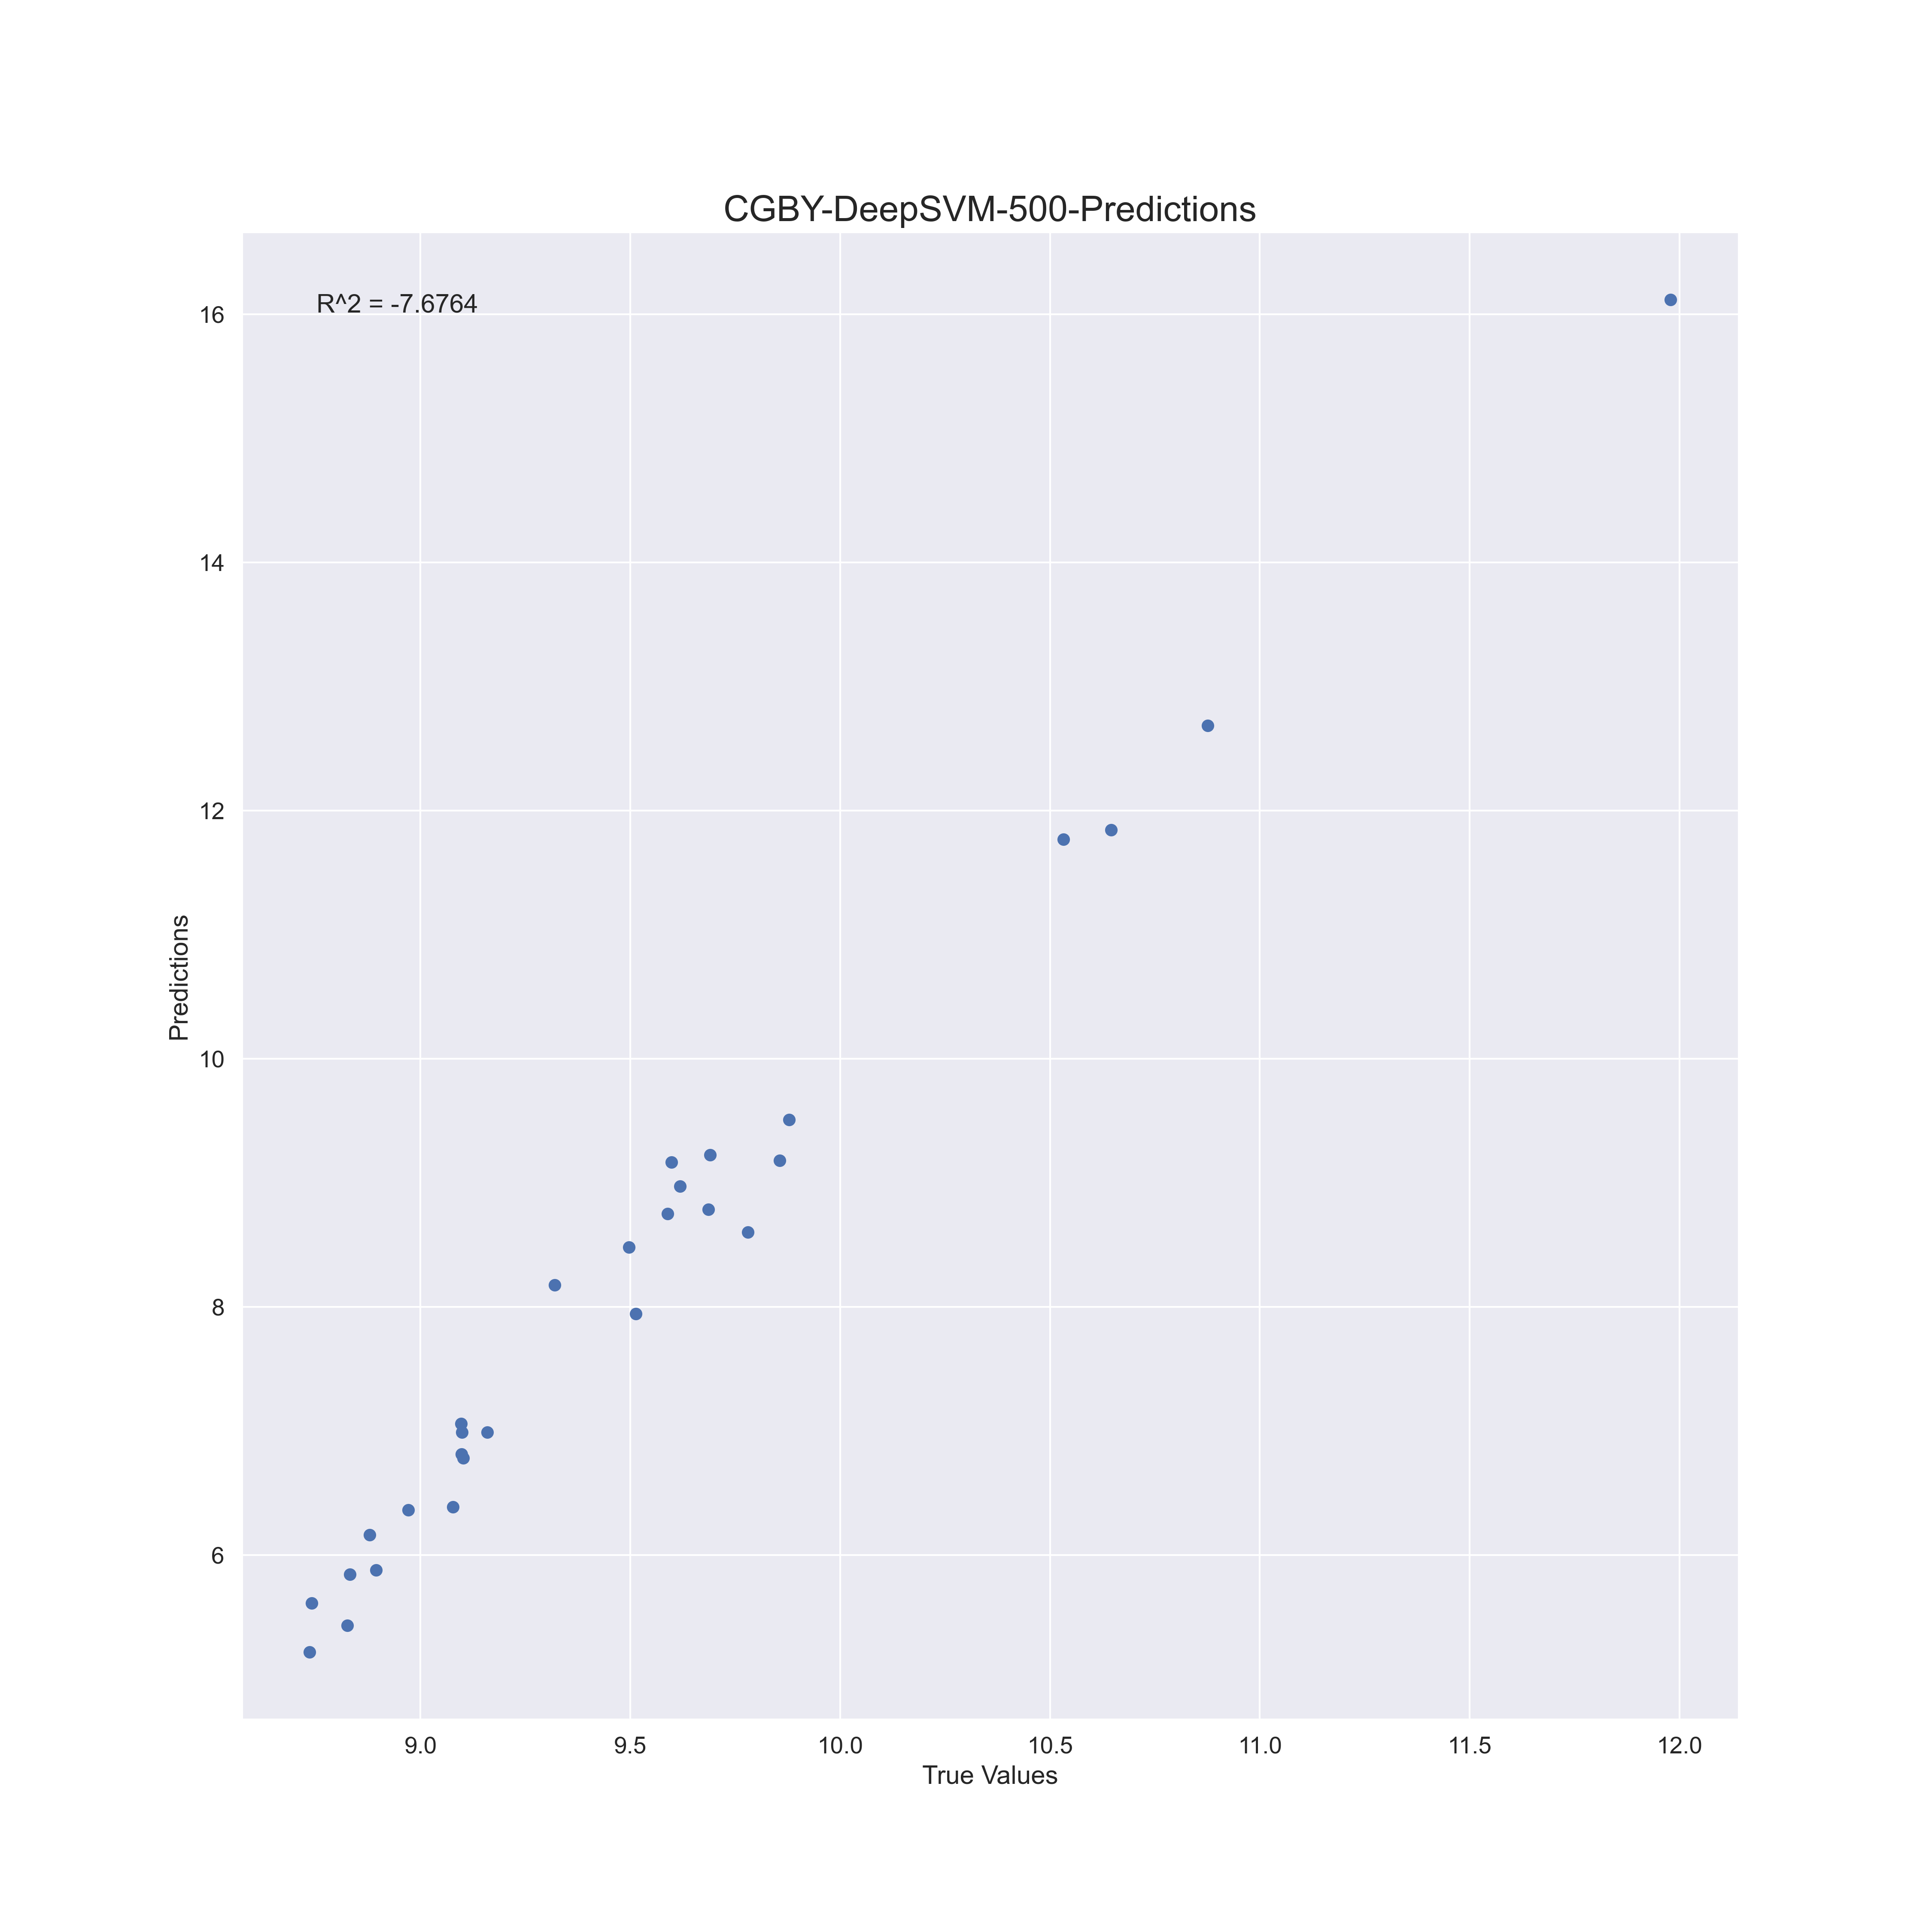 CGBY-DeepSVM-500-Predictions
R^2 = -7.6764
16
14
12
10
8
6
Predictions
9.0 9.5 10.0 10.5 11.0 11.5 12.0
True Values